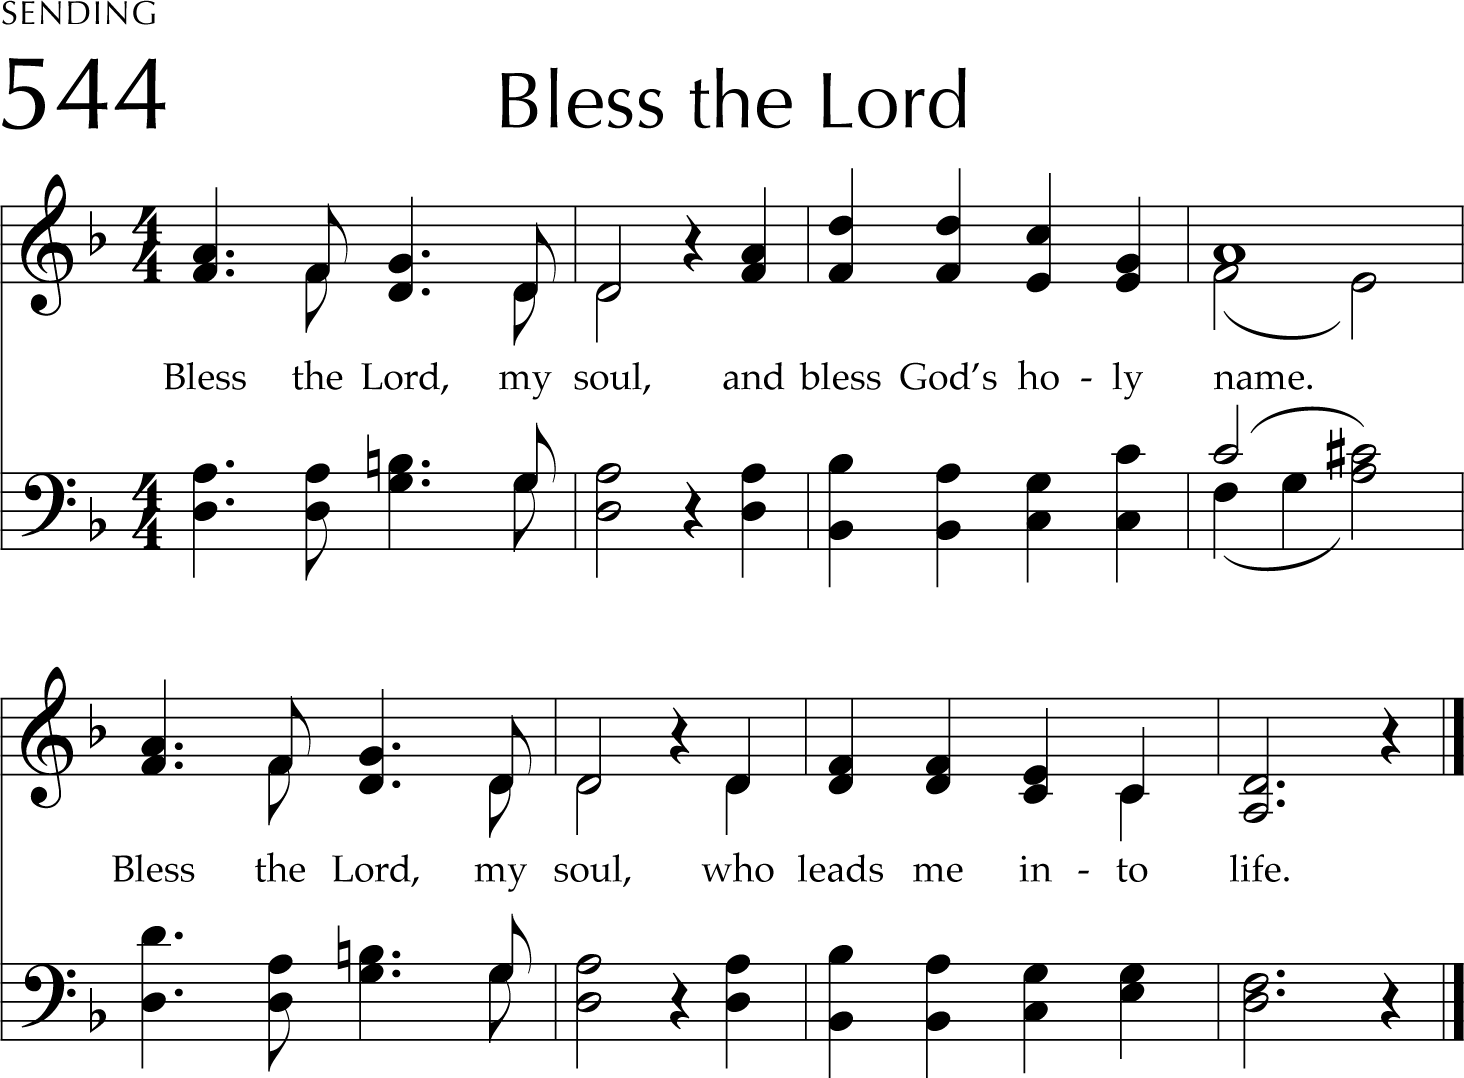 SENDING
544
Bless the Lord
Bless the Lord, my soul, and bless God’s ho - ly name.
Bless the Lord, my soul, who leads me in - to life.